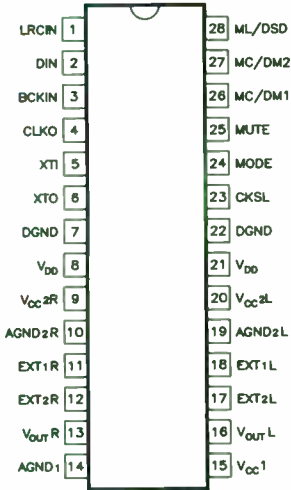 LRCIN 1 28 ML/DSD
DIN 2 27 MC/DM2
BCKIN 3 26 MC/DM1
CLKO 4 25 MUTE
XTI 5 24 MODE
XTO 6 23 CKSL
DGND 7 22 DGND
VDD 8 21 VDD
VCC2R 9 20 VCC2L
AGND2R 10 19 AGND2L
EXT1R 11 18 EXT1L
EXT2R 12 17 EXT2L
VOUTR 13 16 VOUTL
AGND1 14 15 VCC1